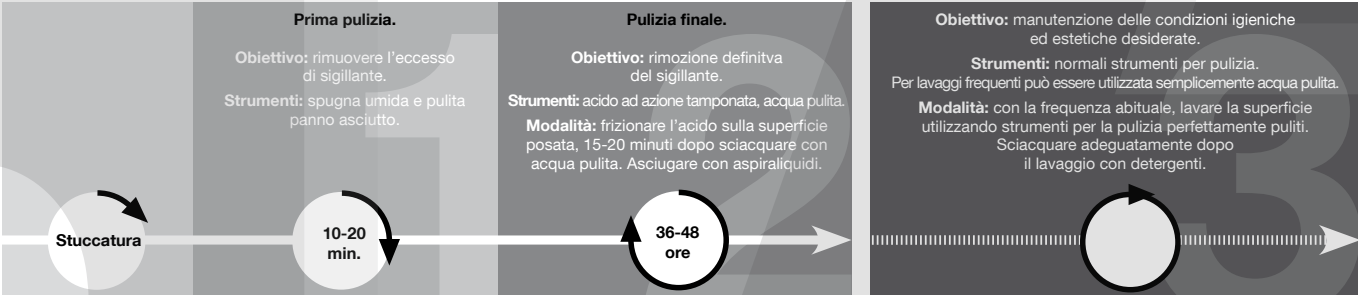 Prima pulizia.
Obiettivo: rimuovere l'eccesso
di sigillante.
Strumenti: spugna umida e pulita
panno asciutto.
Pulizia finale.
Obiettivo: rimozione definitva
del sigillante.
Strumenti: acido ad azione tamponata, acqua pulita.
Modalità: frizionare l'acido sulla superficie
posata, 15-20 minuti dopo sciacquare con
acqua pulita. Asciugare con aspiraliquidi.
Obiettivo: manutenzione delle condizioni igieniche
ed estetiche desiderate.
Strumenti: normali strumenti per pulizia.
Per lavaggi frequenti può essere utilizzata semplicemente acqua pulita.
Modalità: con la frequenza abituale, lavare la superficie
utilizzando strumenti per la pulizia perfettamente puliti.
Sciacquare adeguatamente dopo
il lavaggio con detergenti.
1
2
3
Stuccatura
10-20
min.
36-48
ore